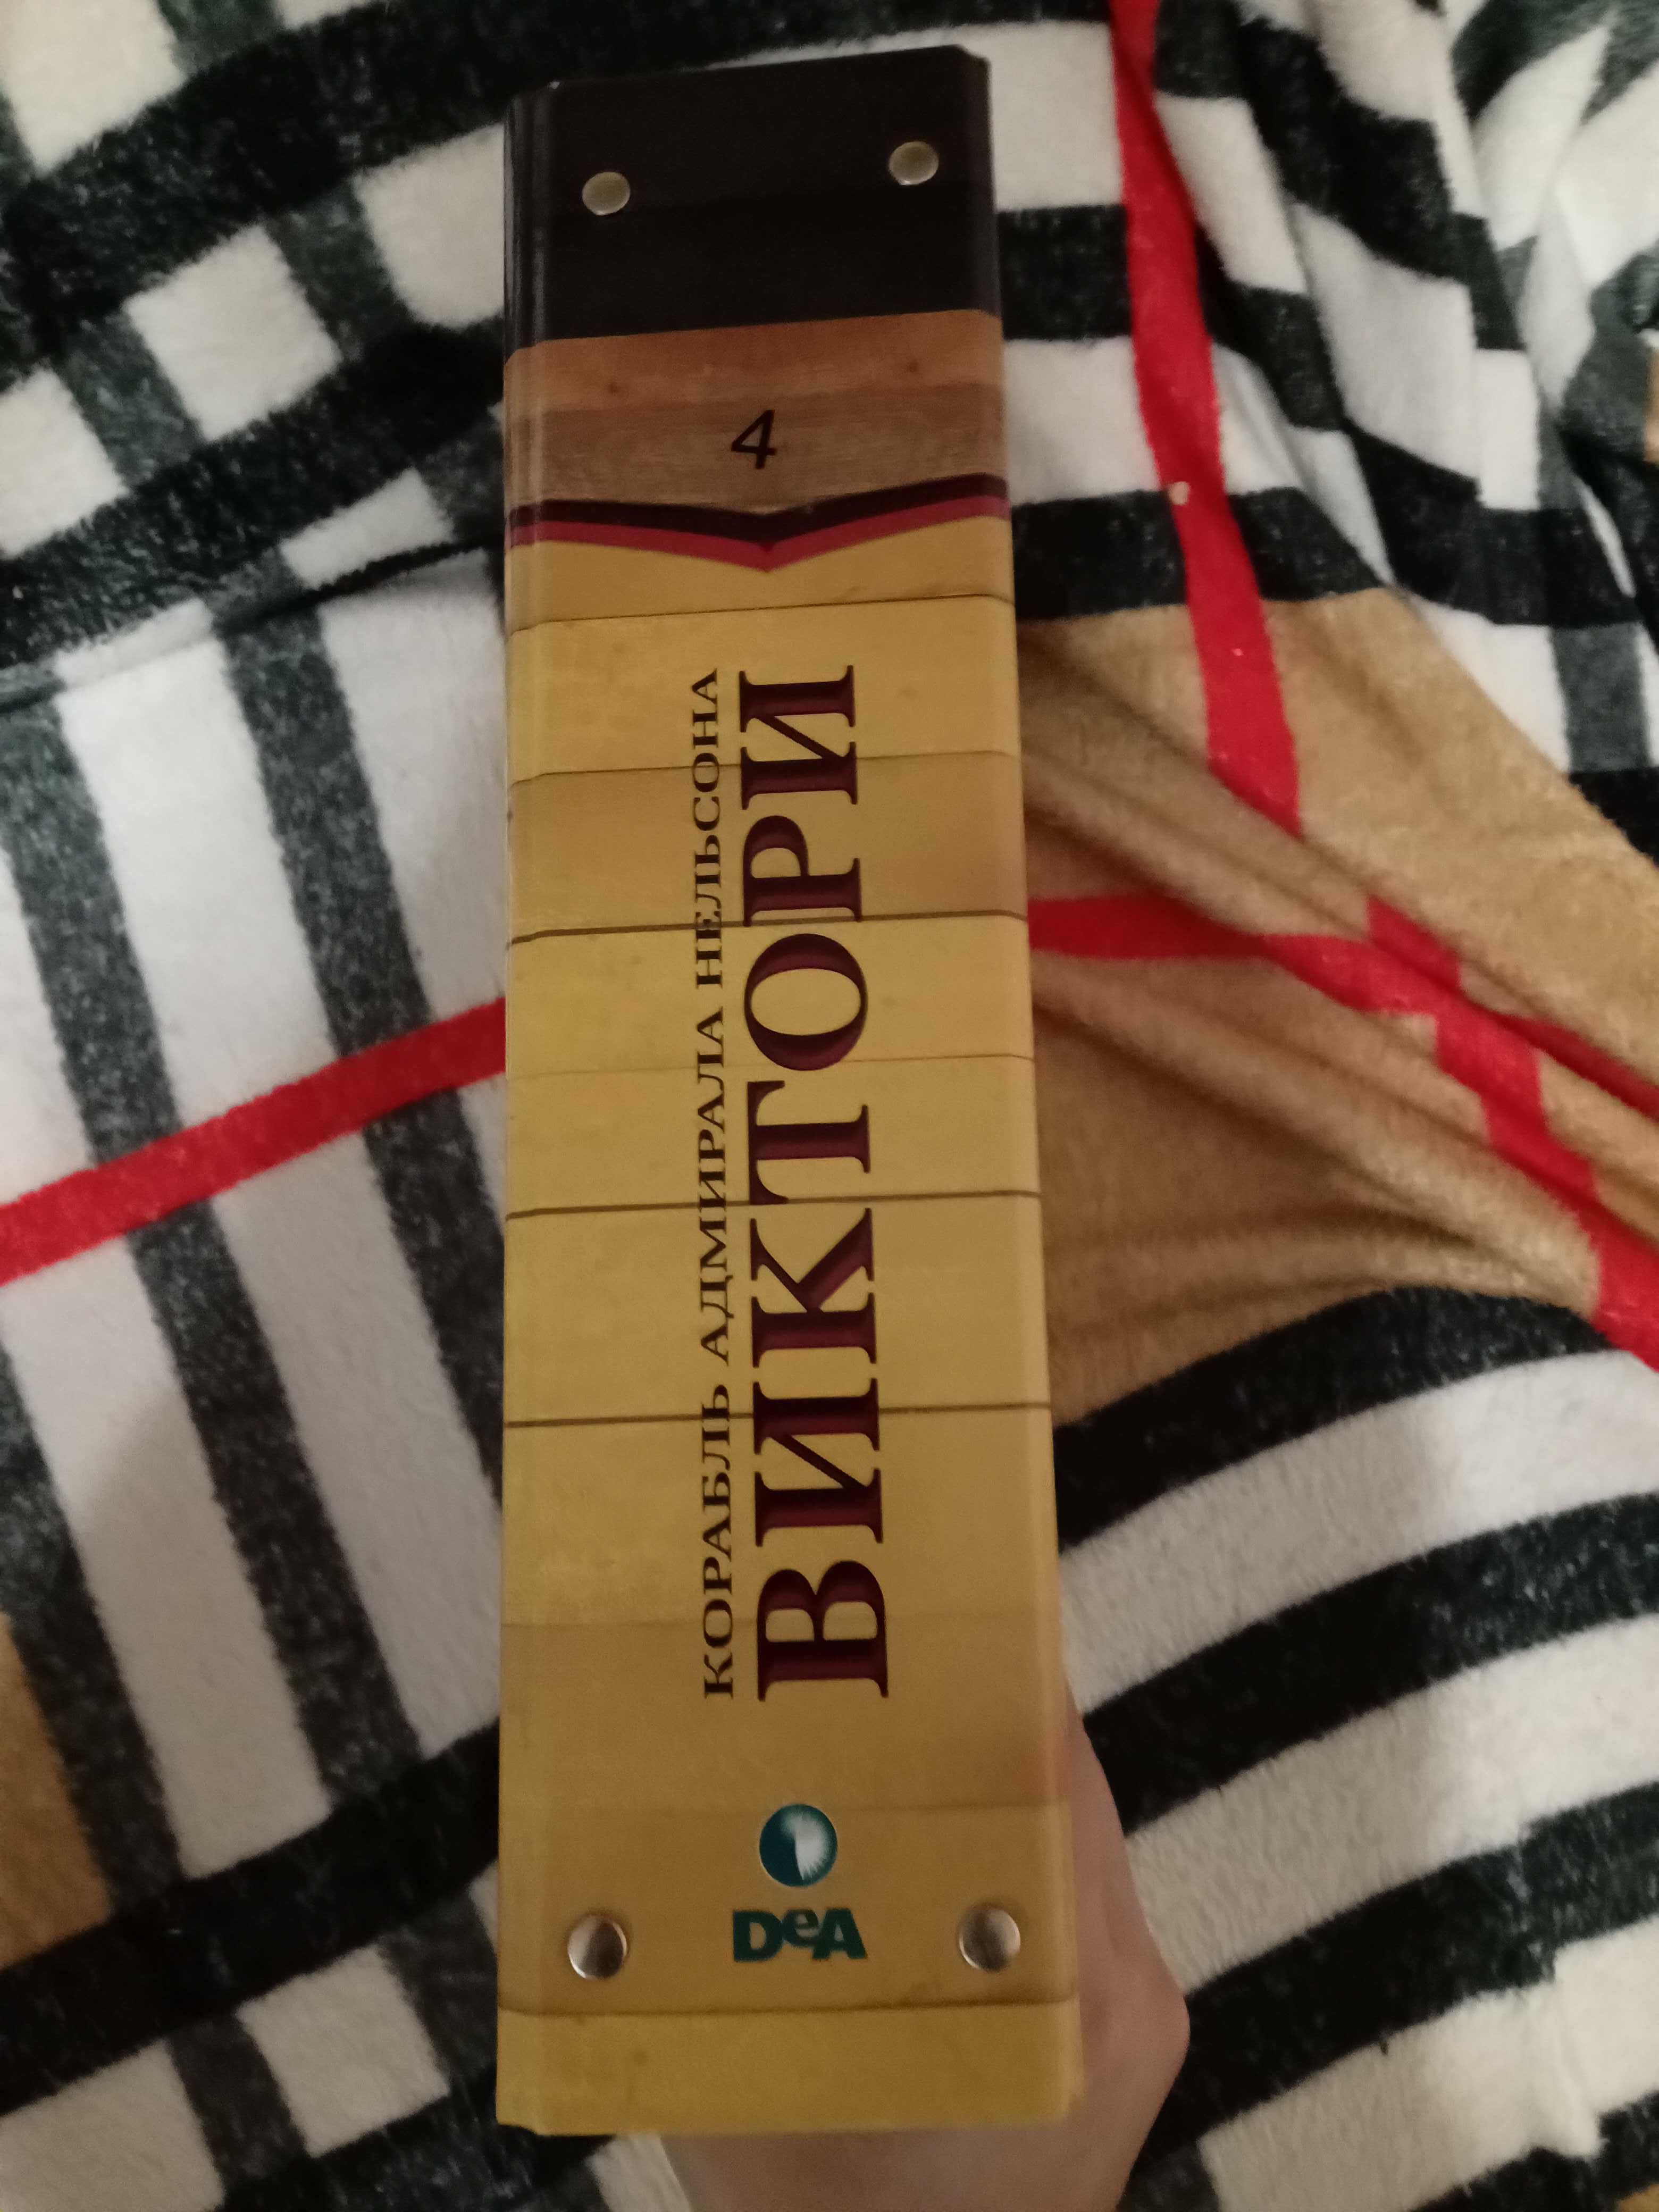 4
КОРАБЛЬ АДМИРАЛА НЕЛЬСОНА
ВИКТОРИ
DeA